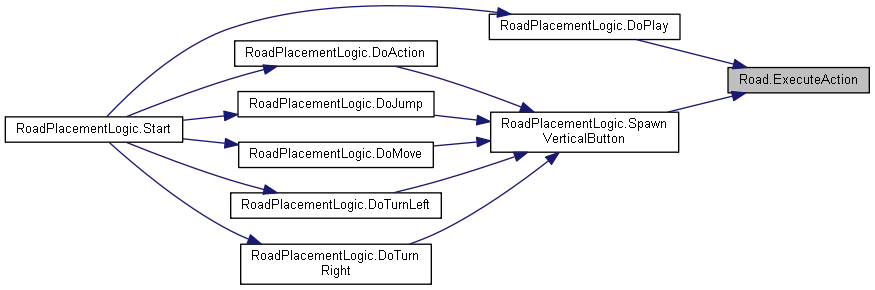 RoadPlacementLogic.DoPlay
RoadPlacementLogic.DoAction
Road.ExecuteAction
RoadPlacementLogic.DoJump
RoadPlacementLogic.Start
RoadPlacementLogic.Spawn
VerticalButton
RoadPlacementLogic.DoMove
RoadPlacementLogic.DoTurnLeft
RoadPlacementLogic.DoTurn
Right